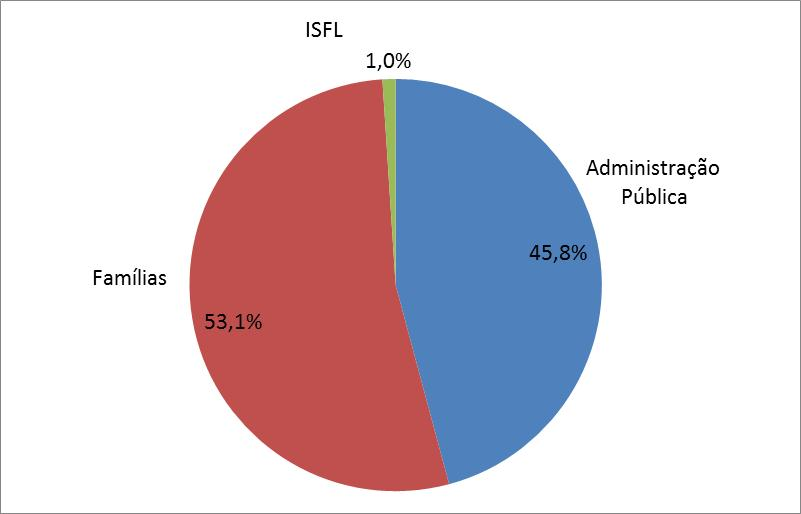 ISFL
1,0%
Administração
Pública
45,8%
Famílias
53,1%